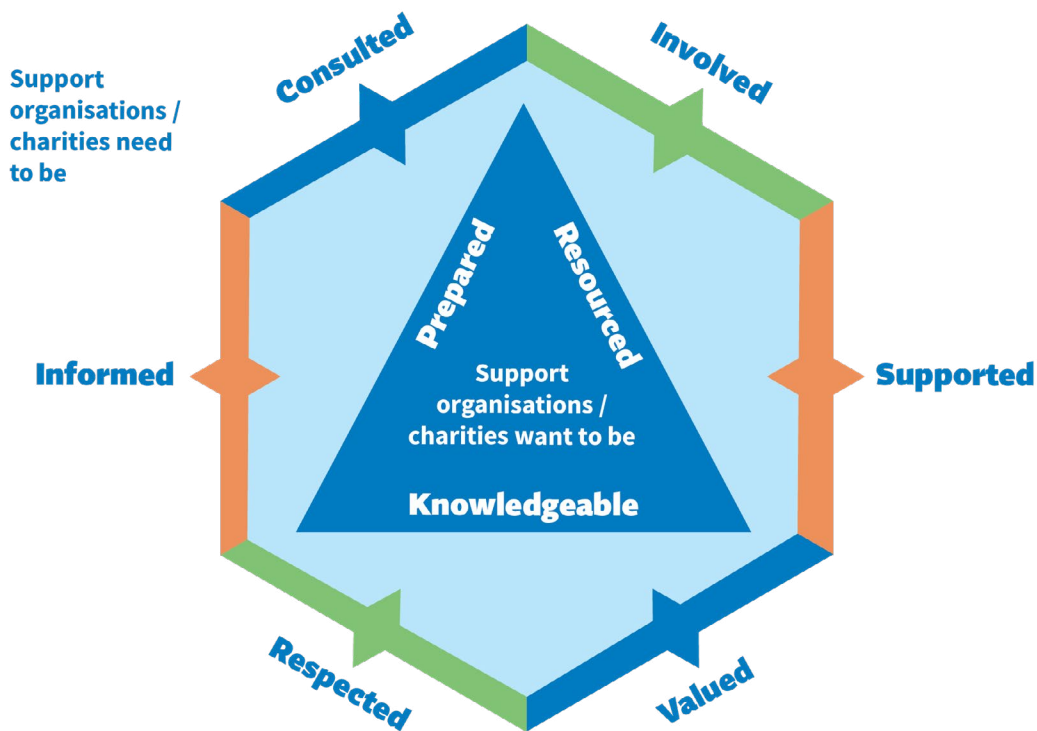 Support
organisations /
charities need
to be
Consulted
Involved
Informed
Supported
Respected
Valued
Prepared
Resourced
Support
organisations /
charities want to be
Knowledgeable